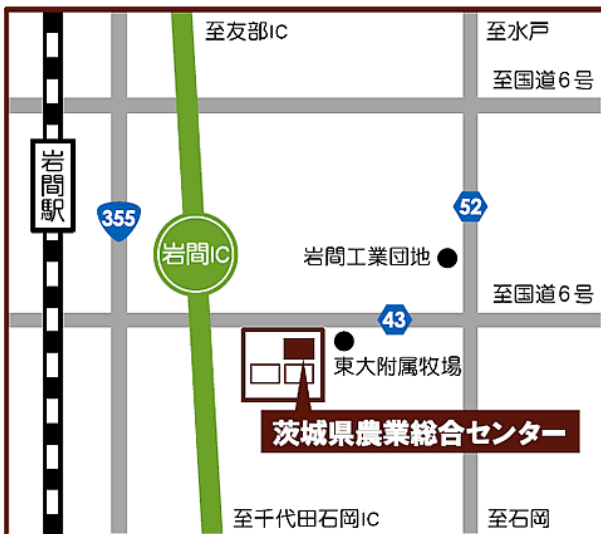 至友部IC
至水戸
至国道6号
岩間駅
355
52
岩間IC
岩間工業団地
至国道6号
43
東大附属牧場
茨城県農業総合センター
至千代田石岡IC
至石岡